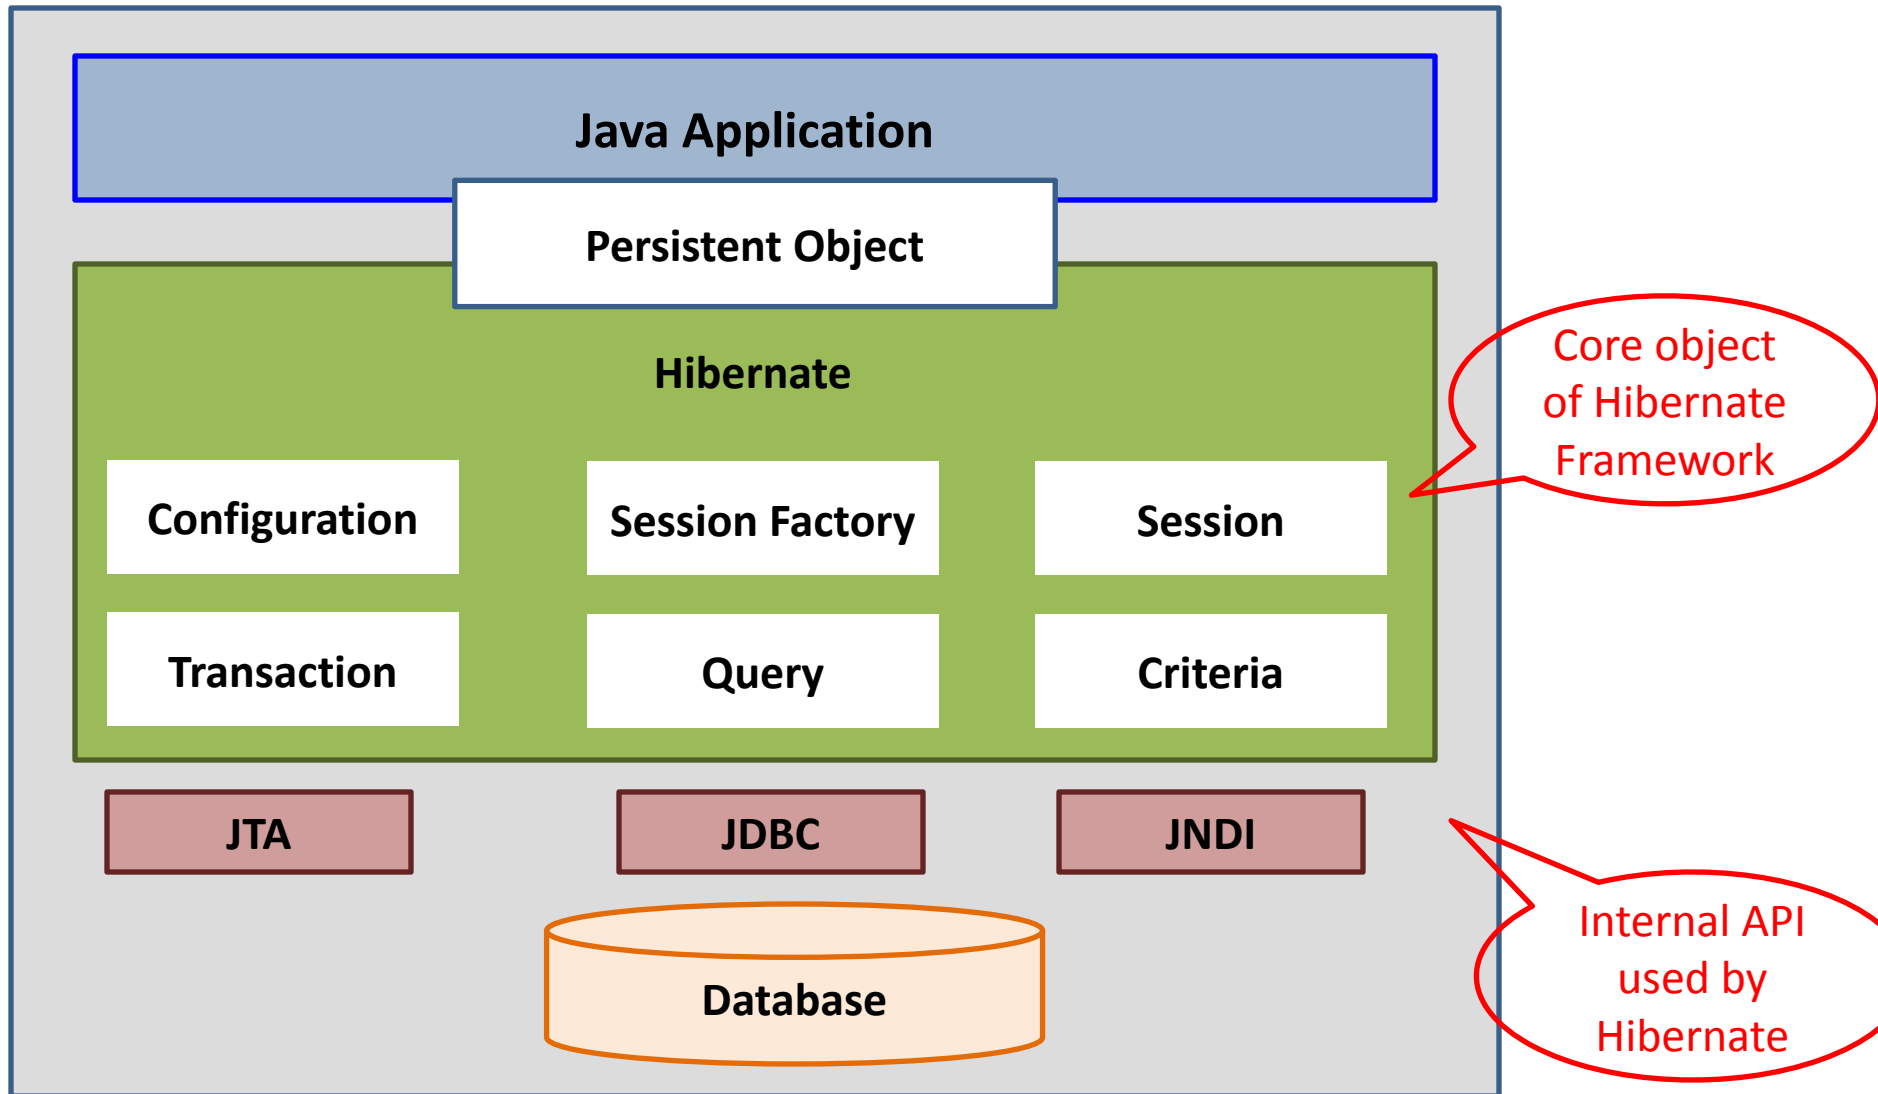 Java Application
Persistent Object
Hibernate
Core object
of Hibernate
Framework
Configuration
Session Factory
Session
Transaction
Query
Criteria
JTA
JDBC
JNDI
Database
Internal API
used by
Hibernate